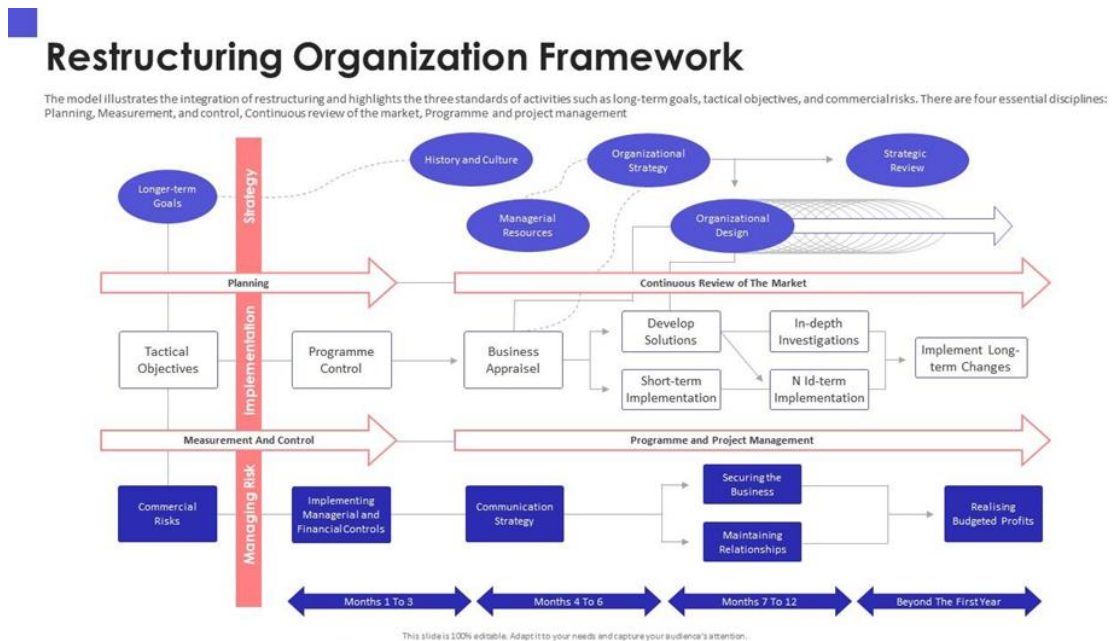 Restructuring Organization Framework
The model illustrates the integration of restructuring and highlights the three standards of activities such as long-term goals, tactical objectives, and commercial risks. There are four essential disciplines:
Planning, Measurement, and control, Continuous review of the market, Programme and project management
Strategy
Longer-term
Goals
History and Culture
Managerial
Resources
Organizational
Strategy
Organizational
Design
Strategic
Review
Planning
Continuous Review of The Market
Implementation
Tactical
Objectives
Programme
Control
Business
Appraisel
Develop
Solutions
Short-term
Implementation
In-depth
Investigations
N Id-term
Implementation
Implement Long-
term Changes
Measurement And Control
Programme and Project Management
Managing Risk
Commercial
Risks
Implementing
Managerial and
Financial Controls
Communication
Strategy
Securing the
Business
Maintaining
Relationships
Realising
Budgeted Profits
Months 1 To 3
Months 4 To 6
Months 7 To 12
Beyond The First Year
This slide is 100% editable. Adapt it to your needs and capture your audience's attention.